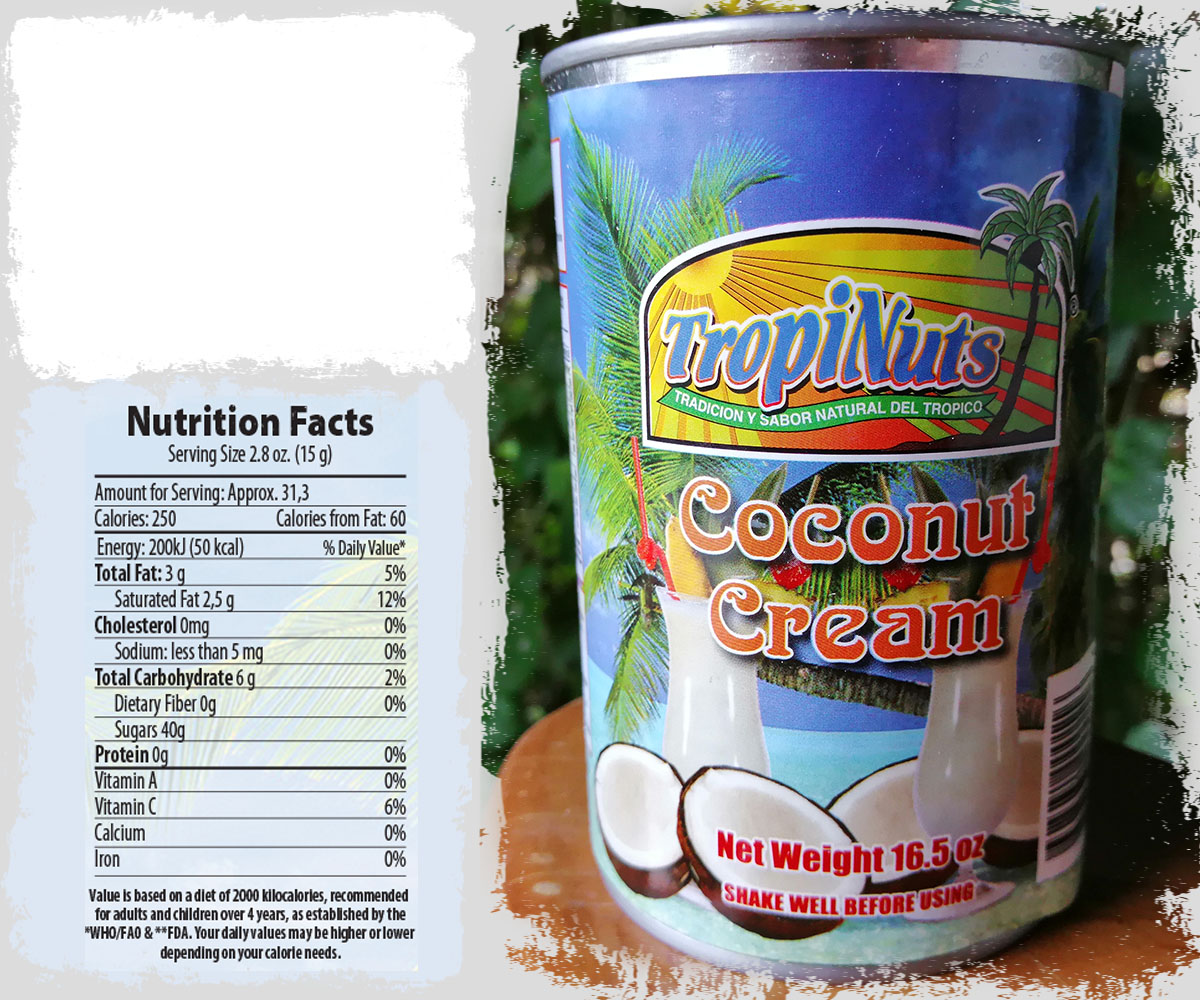 Nutrition Facts
Serving Size 2.8 oz. (15 g)
Amount for Serving: Approx. 31,3
Calories: 250 Calories from Fat: 60
Energy: 200kJ (50 kcal) % Daily Value*
Total Fat: 3 g 5%
Saturated Fat 2,5 g 12%
Cholesterol 0mg 0%
Sodium: less than 5 mg 0%
Total Carbohydrate 6 g 2%
Dietary Fiber 0g 0%
Sugars 40g
Protein 0g 0%
Vitamin A 0%
Vitamin C 6%
Calcium 0%
Iron 0%
Value is based on a diet of 2000 kilocalories, recommended
for adults and children over 4 years, as established by the
*WHO/FAO & **FDA. Your daily values may be higher or lower
depending on your calorie needs.
TropiNuts ®
TRADICION Y SABOR NATURAL DEL TROPICO
Coconut
Cream
Net Weight 16.5 oz
SHAKE WELL BEFORE USING